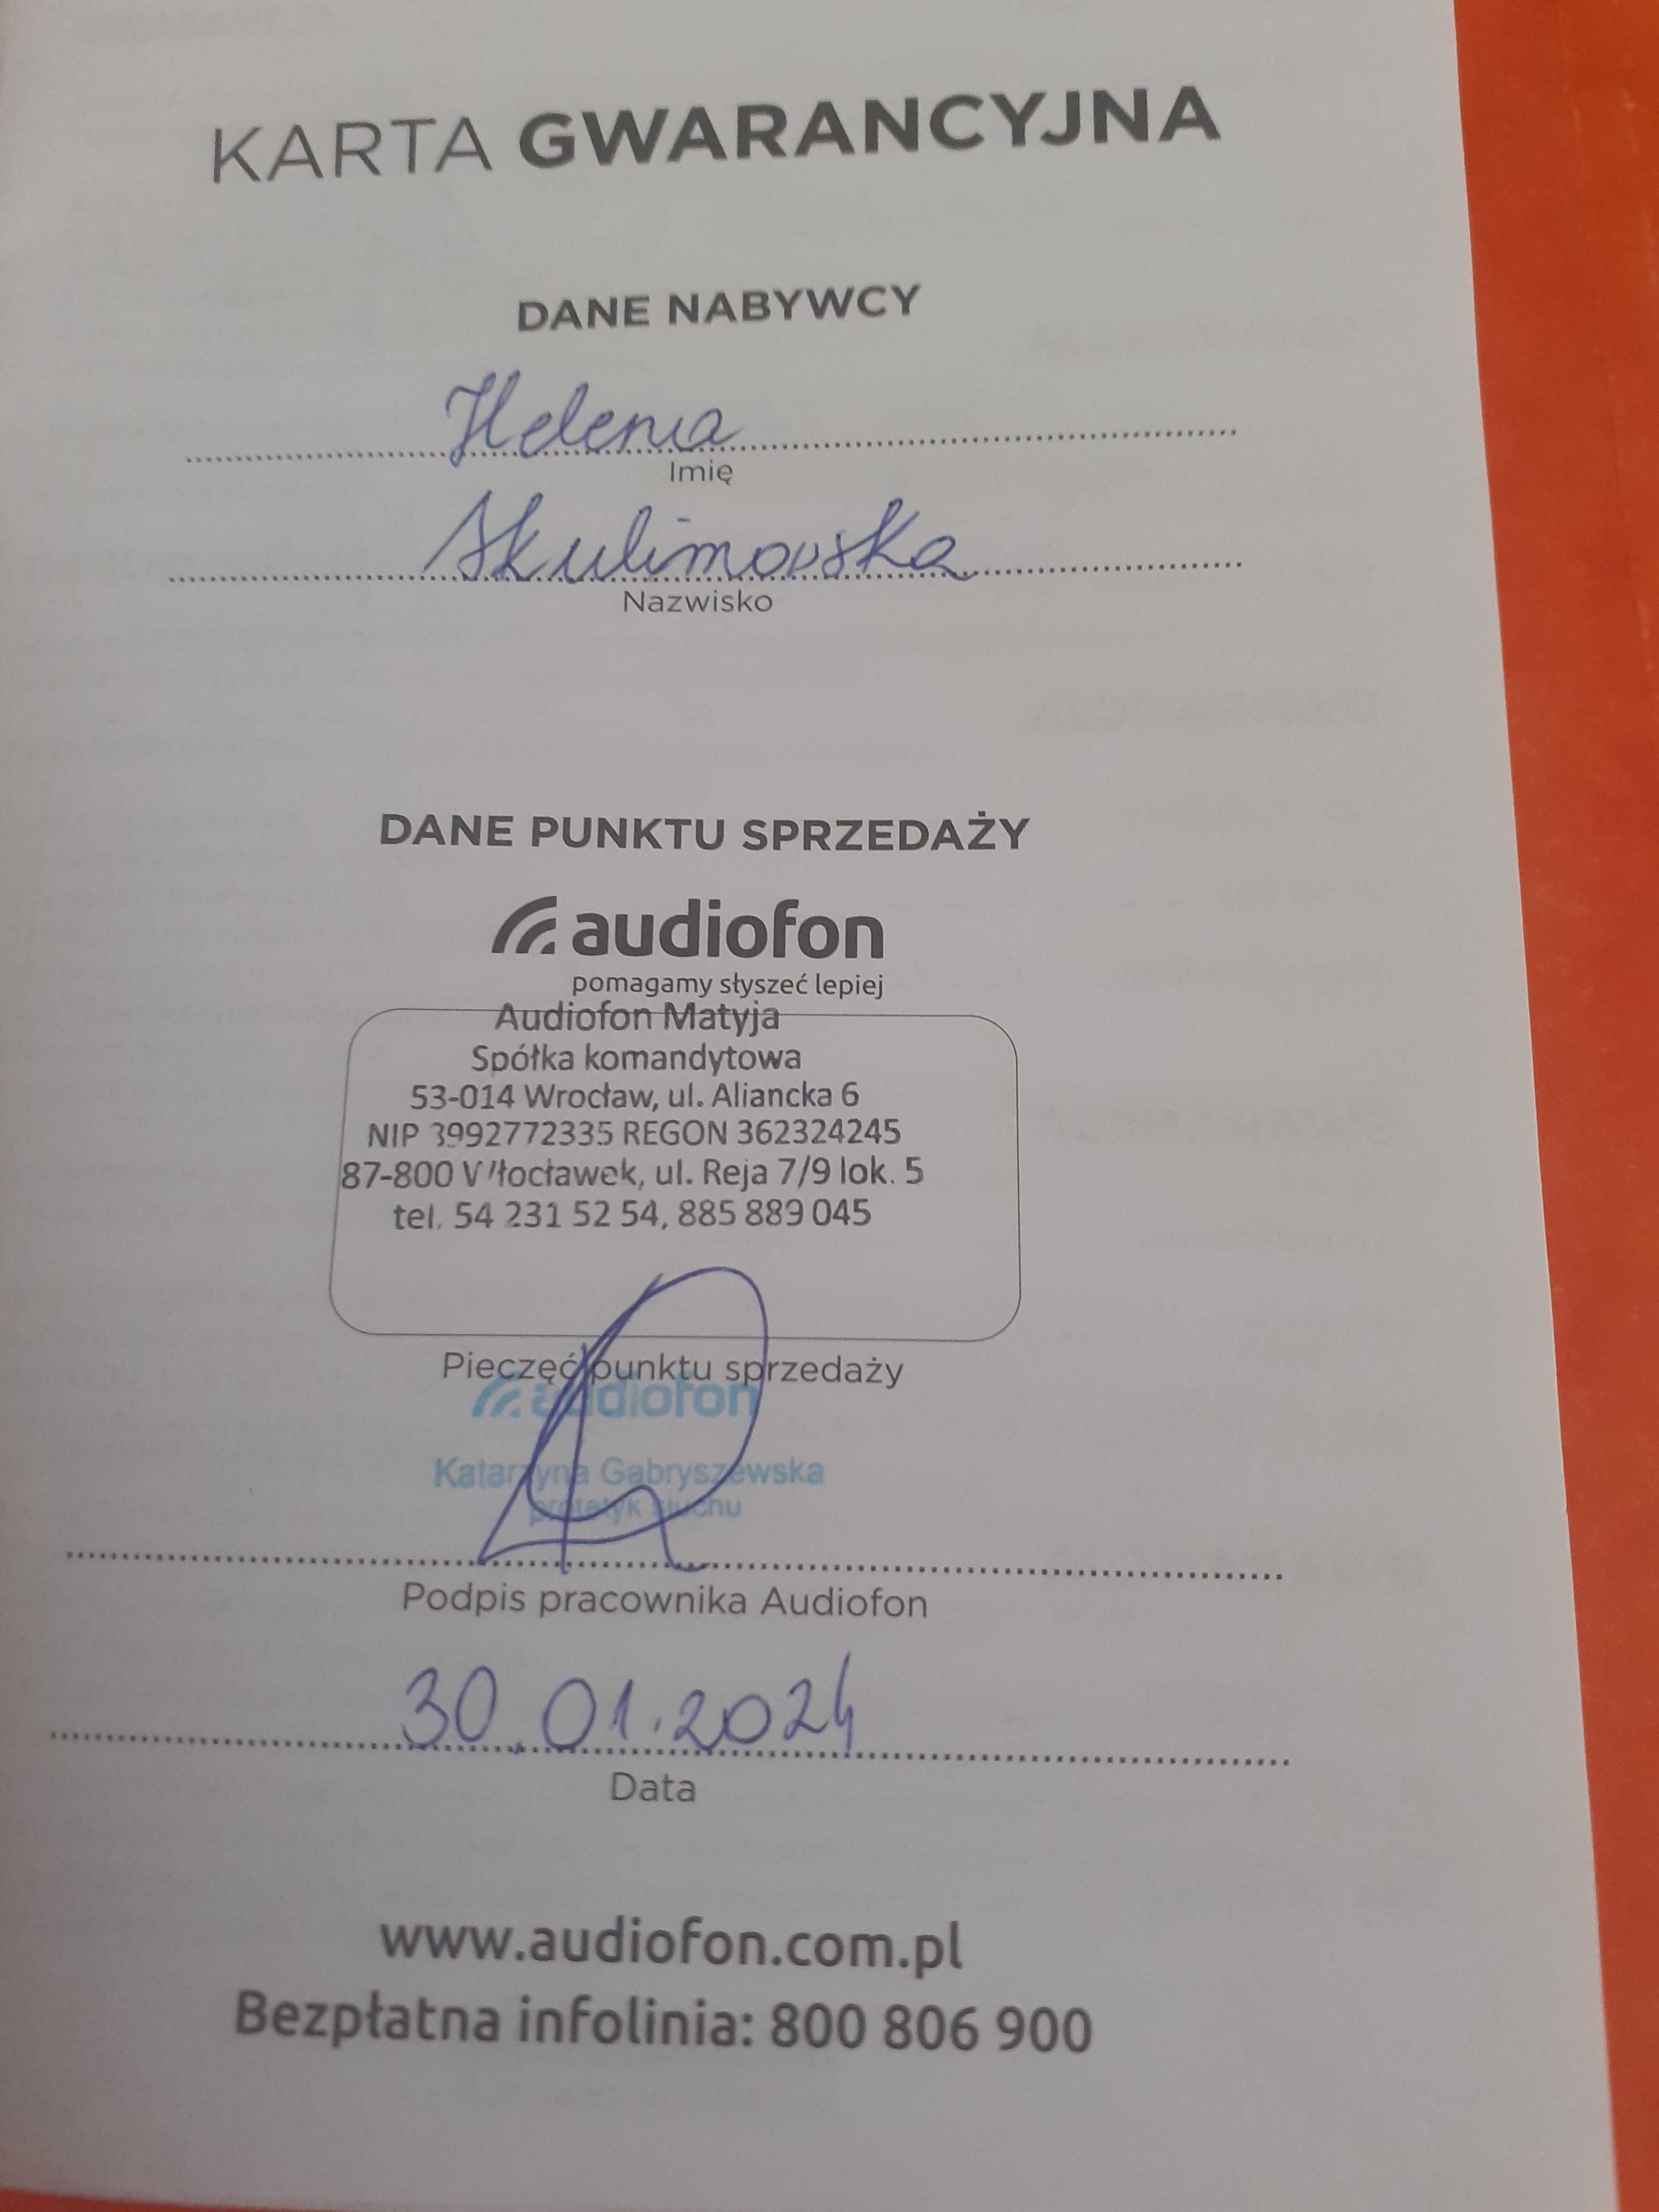 KARTA GWARANCYJNA
DANE NABYWCY
Helena
Imię
Skulimowska
Nazwisko
DANE PUNKTU SPRZEDAŻY
audiofon
pomagamy słyszeć lepiej
Audiofon Matyja
Spółka komandytowa
53-014 Wrocław, ul. Aliancka 6
NIP 8992772335 REGON 362324245
87-800 Włocławek, ul. Reja 7/9 lok. 5
tel. 54 231 52 54, 885 889 045
Pieczęć punktu sprzedaży
audiofon
Katarzyna Gabryszewska
protetyk słuchu
Podpis pracownika Audiofon
30.01.2024
Data
www.audiofon.com.pl
Bezpłatna infolinia: 800 806 900